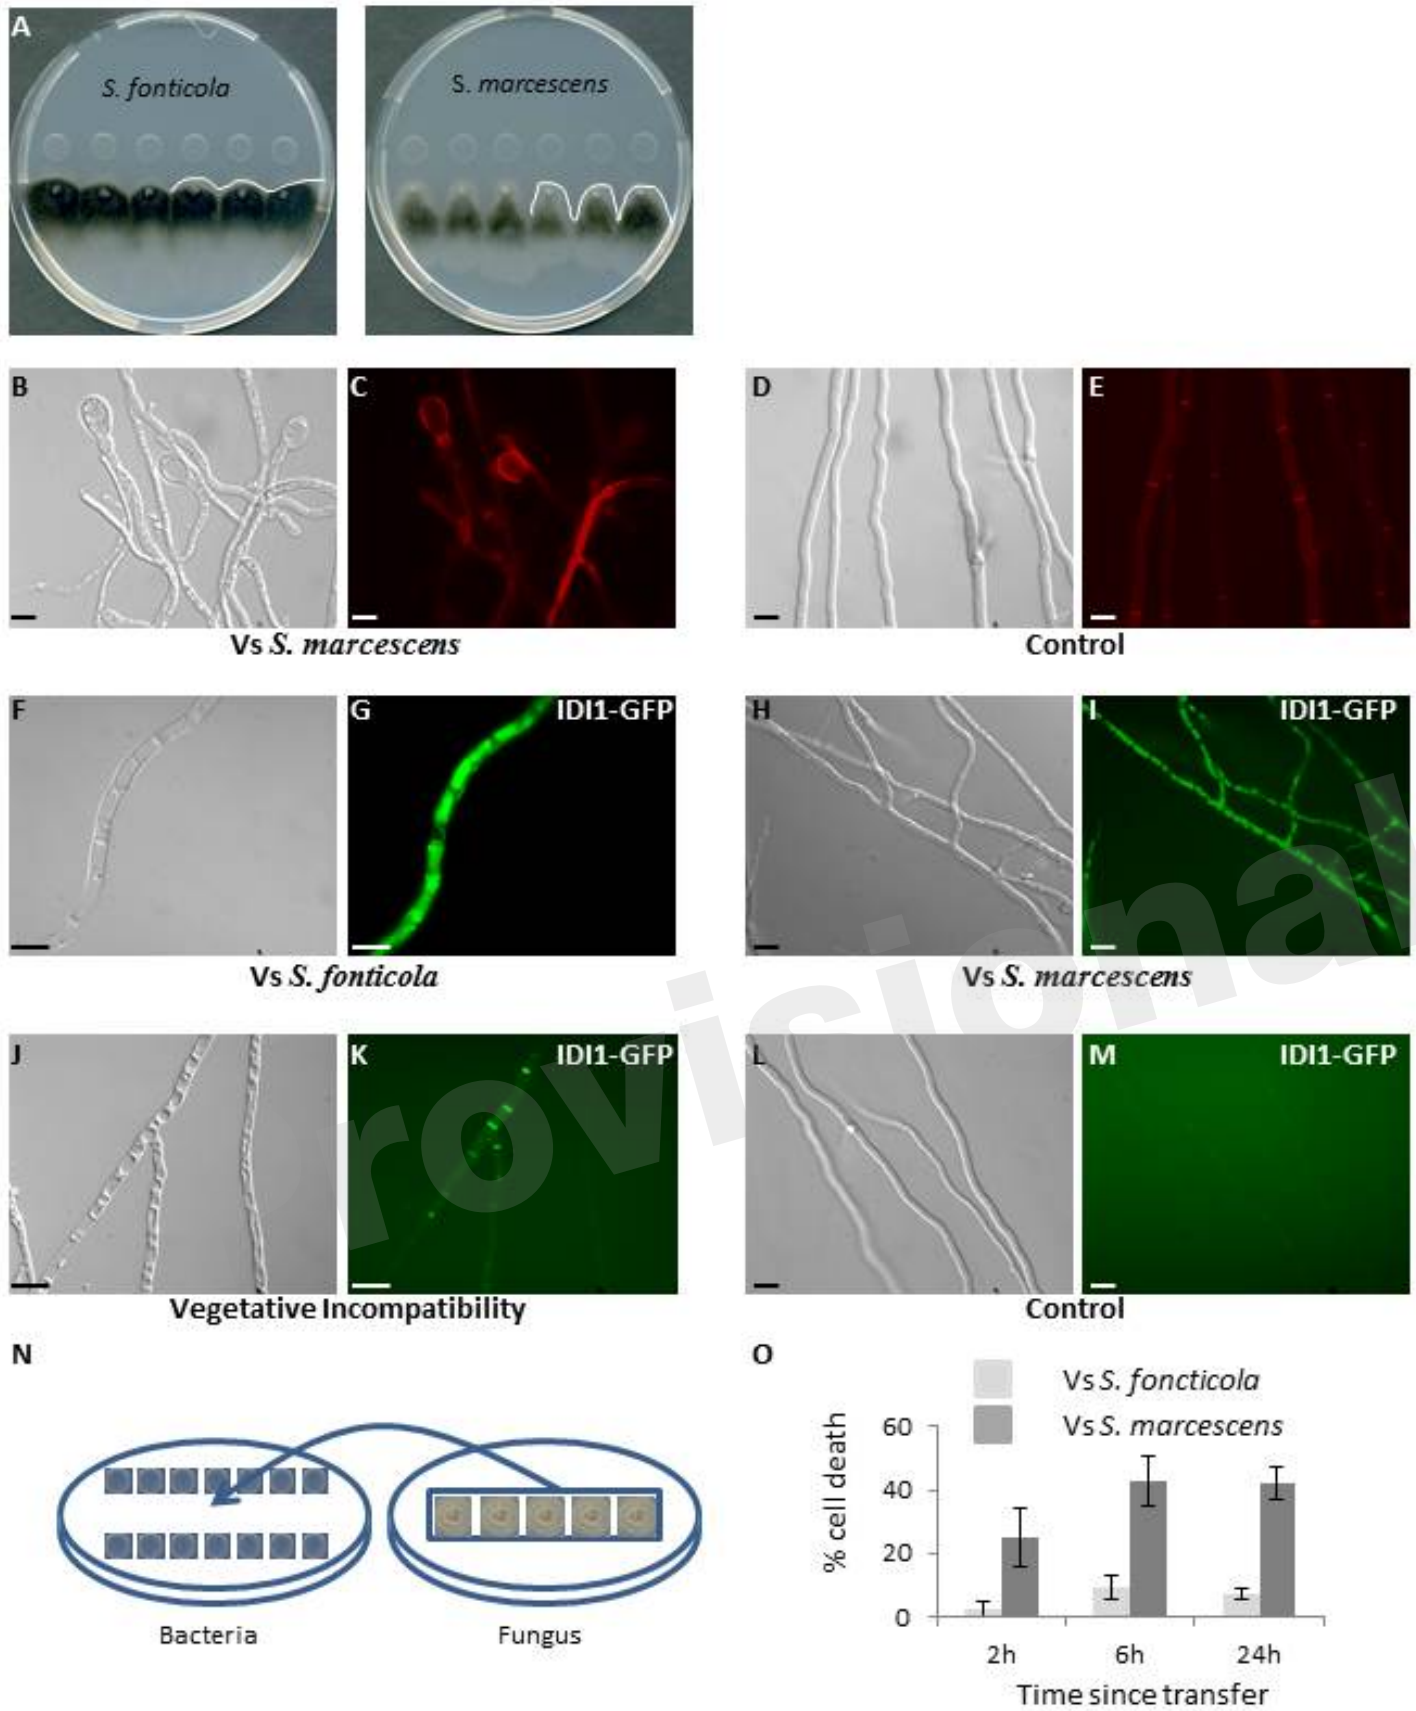 A
S. fonticola
S. marcescens
B
C
D
E
Vs S. marcescens
Control
F
G
IDI1-GFP
H
I
IDI1-GFP
Vs S. fonticola
Vs S. marcescens
J
K
IDI1-GFP
L
M
IDI1-GFP
Vegetative Incompatibility
Control
N
Bacteria
Fungus
O
Vs S. foncticola
Vs S. marcescens
% cell death
60
40
20
0
2h
6h
24h
Time since transfer
rovisional